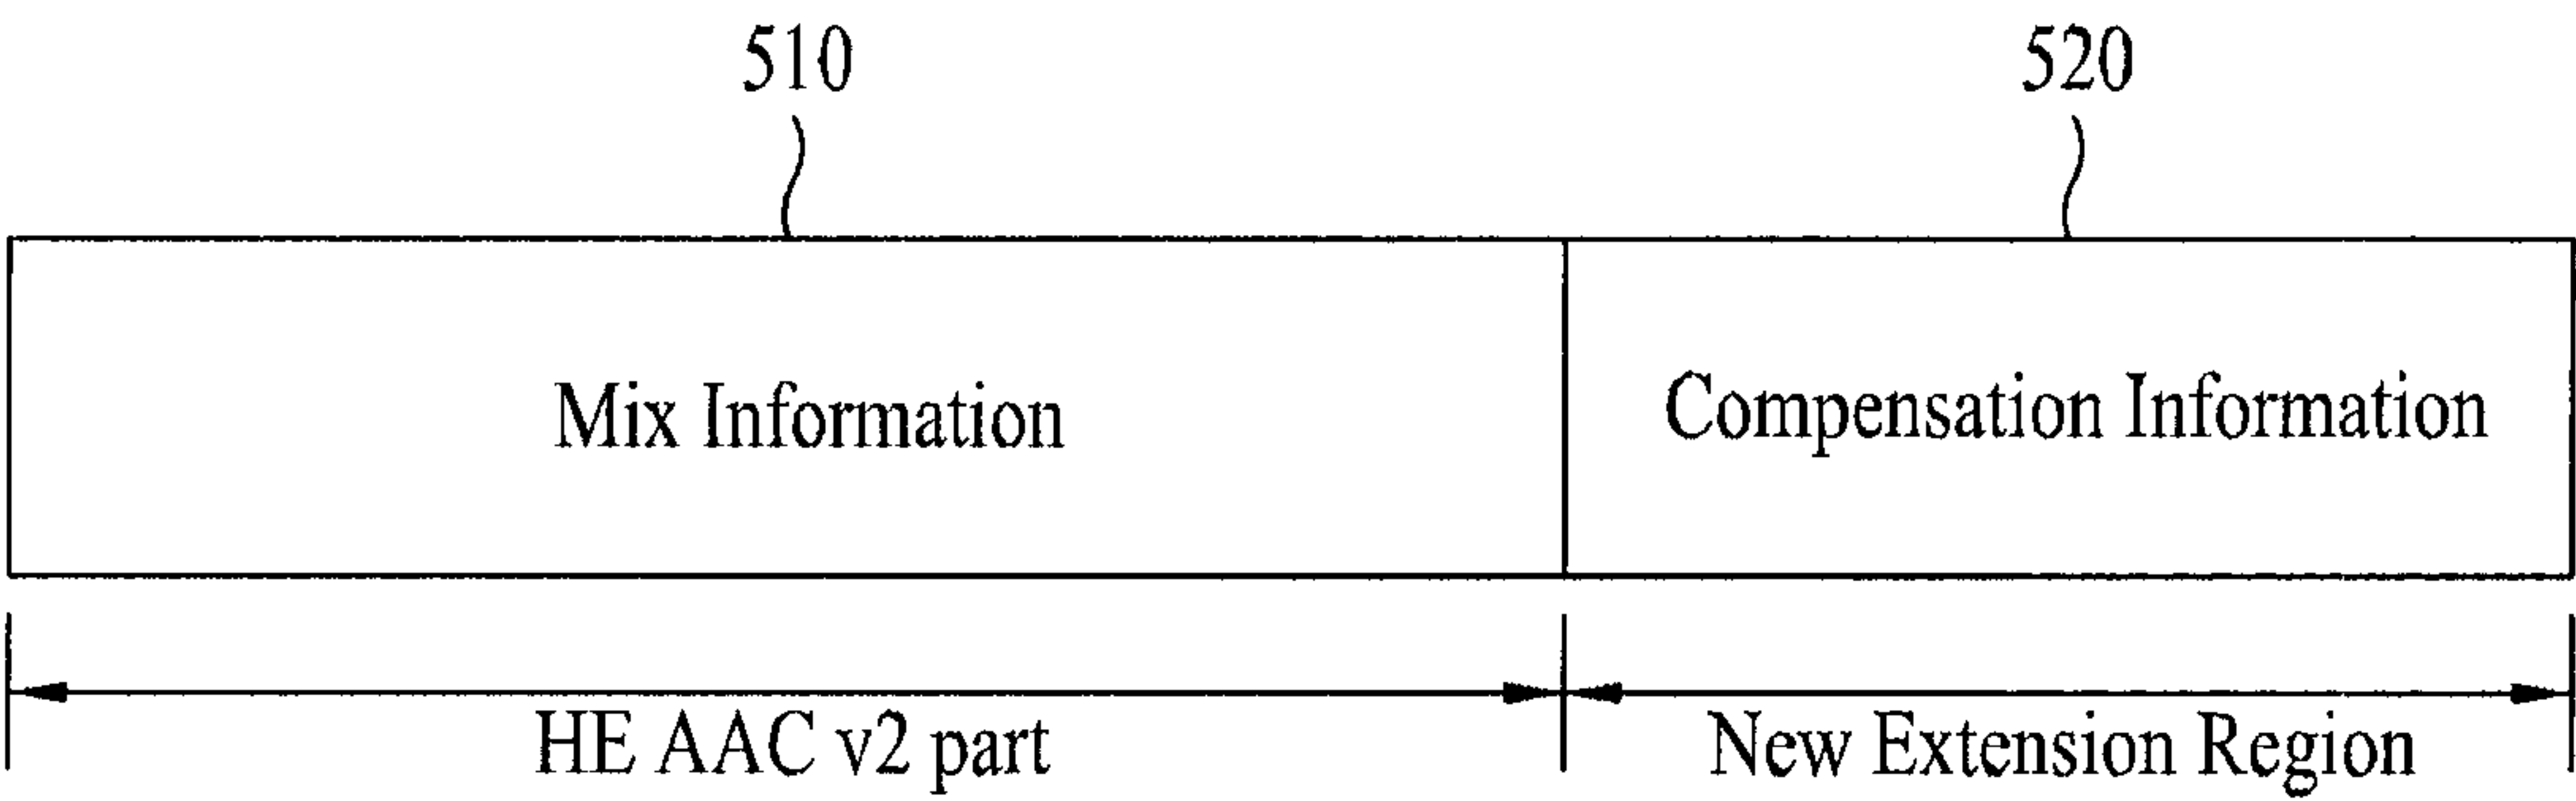 510
520
Mix Information
Compensation Information
HE AAC v2 part
New Extension Region